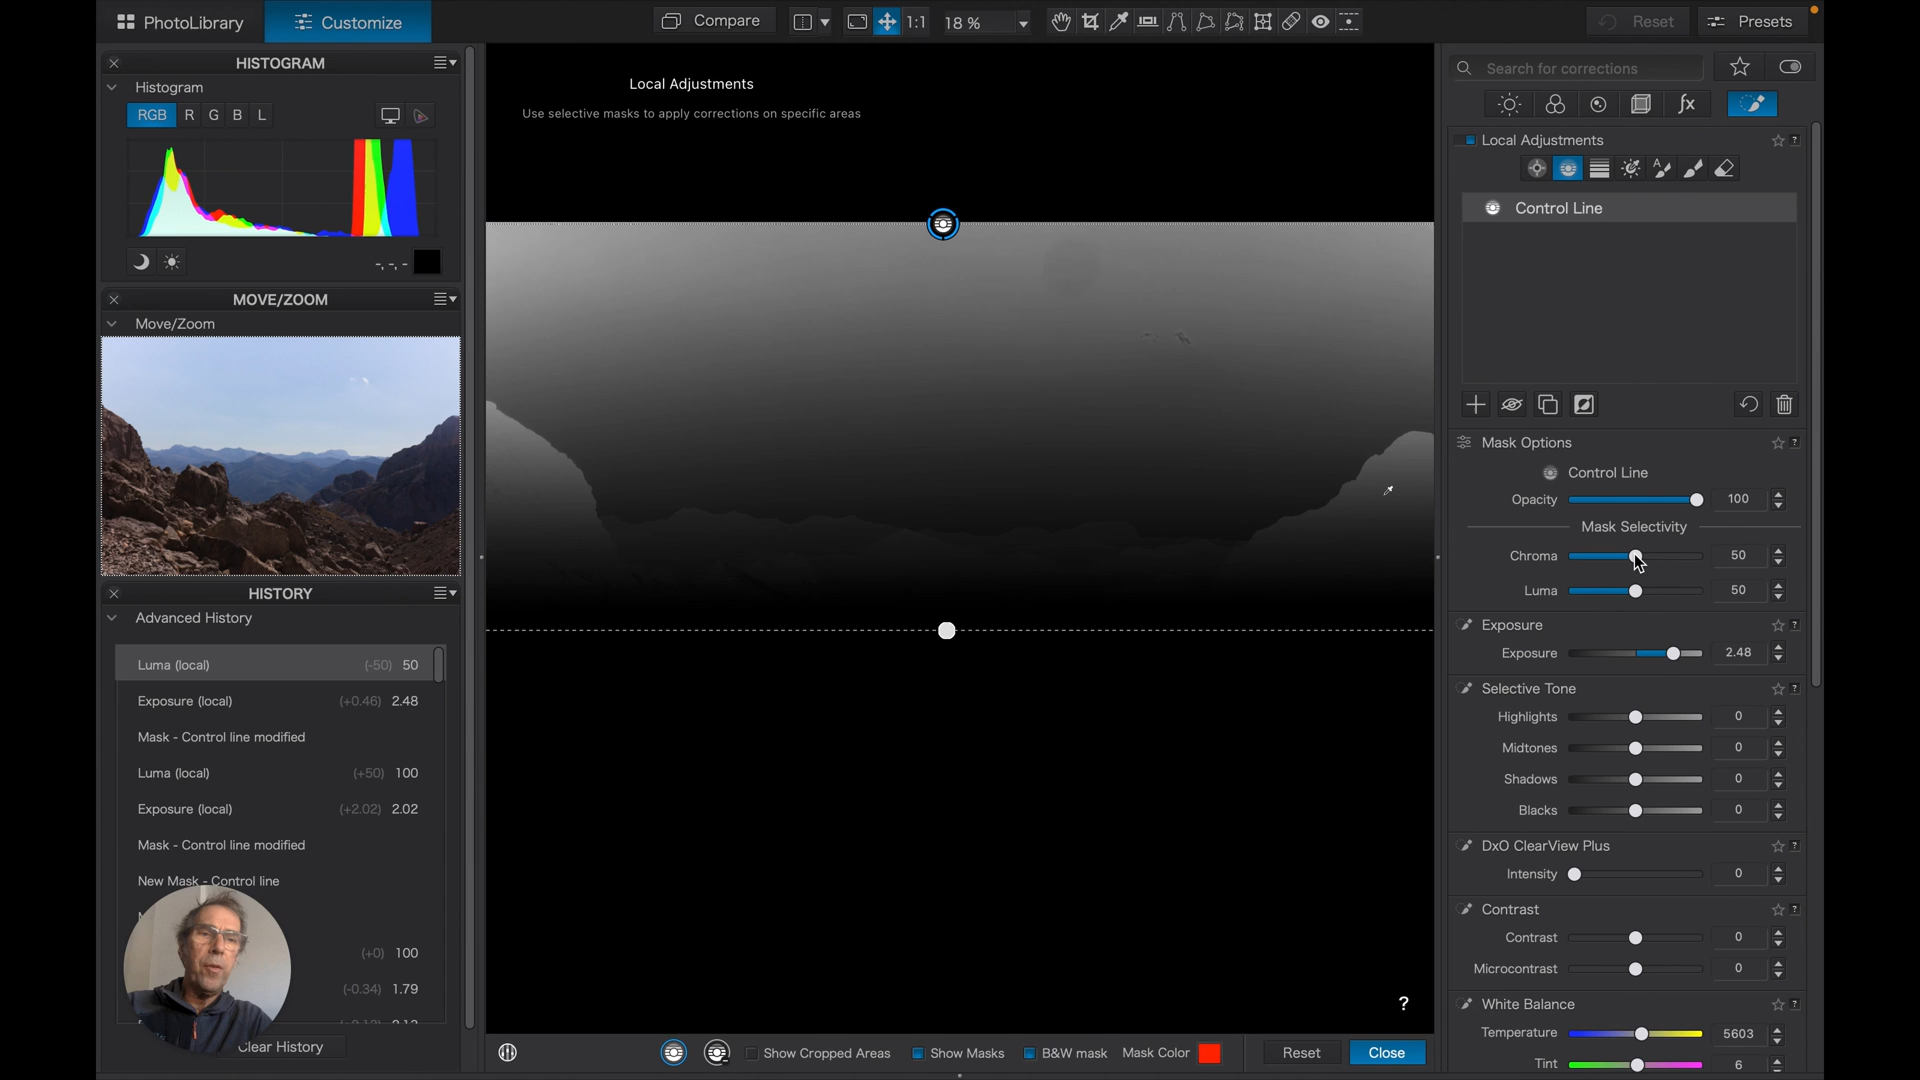 PhotoLibrary
Customize
Compare
1:1
18 %
Reset
Presets
HISTOGRAM
Histogram
RGB R G B L
-, -, -
MOVE/ZOOM
Move/Zoom
HISTORY
Advanced History
Luma (local) (-50) 50
Exposure (local) (+0.46) 2.48
Mask - Control line modified
Luma (local) (+50) 100
Exposure (local) (+2.02) 2.02
Mask - Control line modified
New Mask - Control line
(+0) 100
(-0.34) 1.79
Clear History
Local Adjustments
Use selective masks to apply corrections on specific areas
?
Show Cropped Areas
Show Masks
B&W mask
Mask Color
Reset
Close
Search for corrections
fx
Local Adjustments ?
Control Line
Mask Options ?
Control Line
Opacity 100
Mask Selectivity
Chroma 50
Luma 50
Exposure ?
Exposure 2.48
Selective Tone ?
Highlights 0
Midtones 0
Shadows 0
Blacks 0
DxO ClearView Plus ?
Intensity 0
Contrast ?
Contrast 0
Microcontrast 0
White Balance ?
Temperature 5603
Tint 6